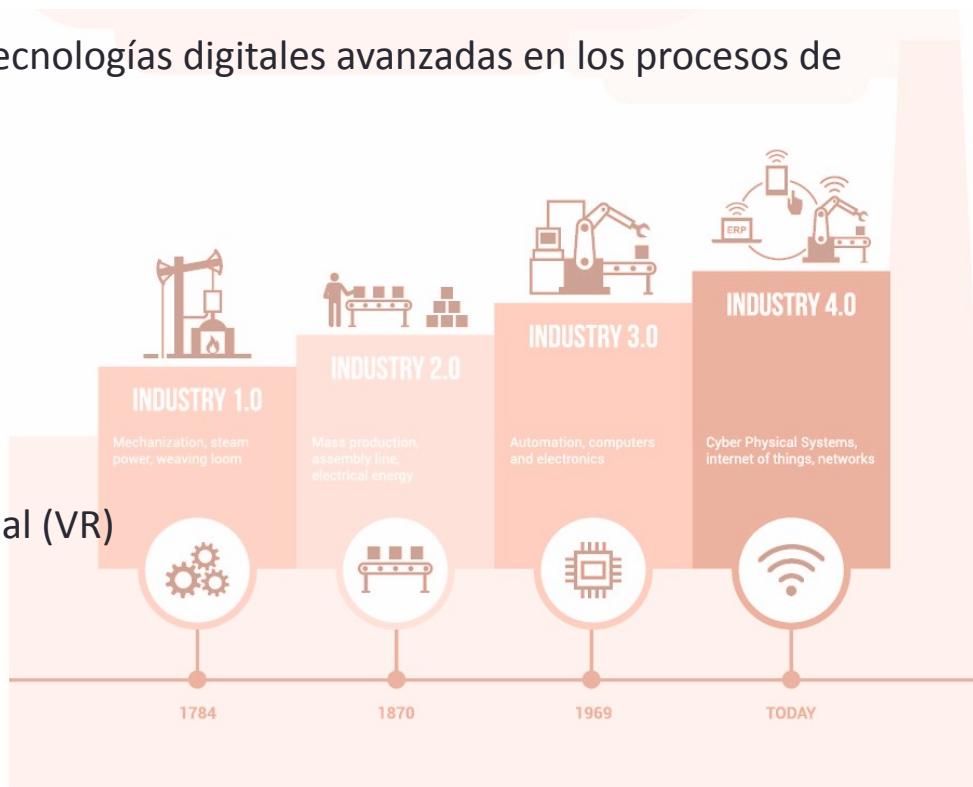 ecnologías digitales avanzadas en los procesos de
ERP
INDUSTRY 4.0
INDUSTRY 3.0
INDUSTRY 2.0
INDUSTRY 1.0
Mechanization, steam
power, weaving loom
Mass production,
assembly line,
electrical energy
Automation, computers
and electronics
Cyber Physical Systems,
internet of things, networks
al (VR)
1784
1870
1969
TODAY